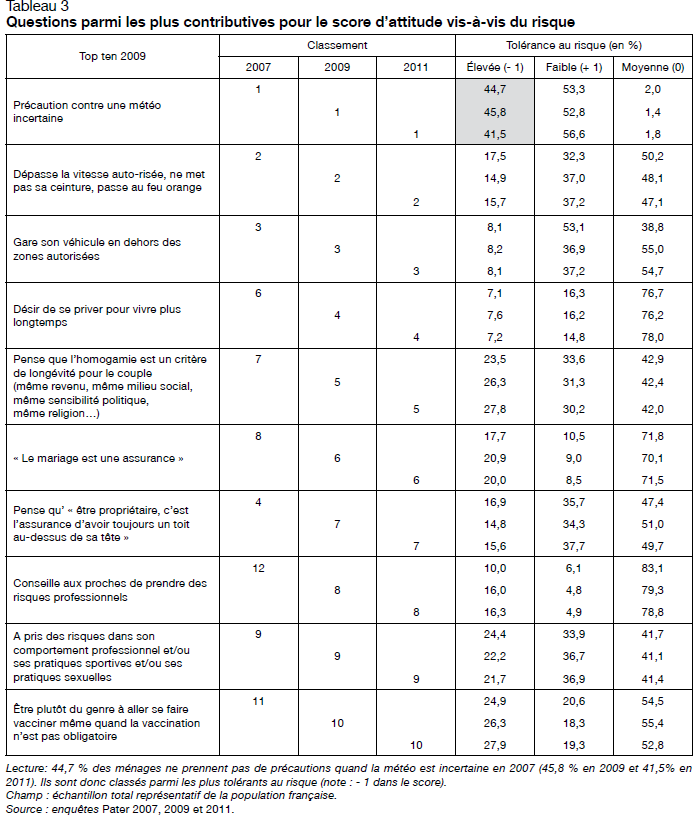 Tableau 3
Questions parmi les plus contributives pour le score d’attitude vis-à-vis du risque
Top ten 2009
Classement
Tolérance au risque (en %)
2007 2009 2011 Élevée (- 1) Faible (+ 1) Moyenne (0)
Précaution contre une météo
incertaine
1 44,7 53,3 2,0
1 45,8 52,8 1,4
1 41,5 56,6 1,8
Dépasse la vitesse auto-risée, ne met
pas sa ceinture, passe au feu orange
2 17,5 32,3 50,2
2 14,9 37,0 48,1
2 15,7 37,2 47,1
Gare son véhicule en dehors des
zones autorisées
3 8,1 53,1 38,8
3 8,2 36,9 55,0
3 8,1 37,2 54,7
Désir de se priver pour vivre plus
longtemps
6 7,1 16,3 76,7
4 7,6 16,2 76,2
4 7,2 14,8 78,0
Pense que l’homogamie est un critère
de longévité pour le couple
(même revenu, même milieu social,
même sensibilité politique,
même religion…)
7 23,5 33,6 42,9
5 26,3 31,3 42,4
5 27,8 30,2 42,0
« Le mariage est une assurance »
8 17,7 10,5 71,8
6 20,9 9,0 70,1
6 20,0 8,5 71,5
Pense qu’ « être propriétaire, c’est
l’assurance d’avoir toujours un toit
au-dessus de sa tête »
4 16,9 35,7 47,4
7 14,8 34,3 51,0
7 15,6 37,7 49,7
Conseille aux proches de prendre des
risques professionnels
12 10,0 6,1 83,1
8 16,0 4,8 79,3
8 16,3 4,9 78,8
A pris des risques dans son
comportement professionnel et/ou
ses pratiques sportives et/ou ses
pratiques sexuelles
9 24,4 33,9 41,7
9 22,2 36,7 41,1
9 21,7 36,9 41,4
Être plutôt du genre à aller se faire
vacciner même quand la vaccination
n’est pas obligatoire
11 24,9 20,6 54,5
10 26,3 18,3 55,4
10 27,9 19,3 52,8
Lecture: 44,7 % des ménages ne prennent pas de précautions quand la météo est incertaine en 2007 (45,8 % en 2009 et 41,5% en
2011). Ils sont donc classés parmi les plus tolérants au risque (note : - 1 dans le score).
Champ : échantillon total représentatif de la population française.
Source : enquêtes Pater 2007, 2009 et 2011.